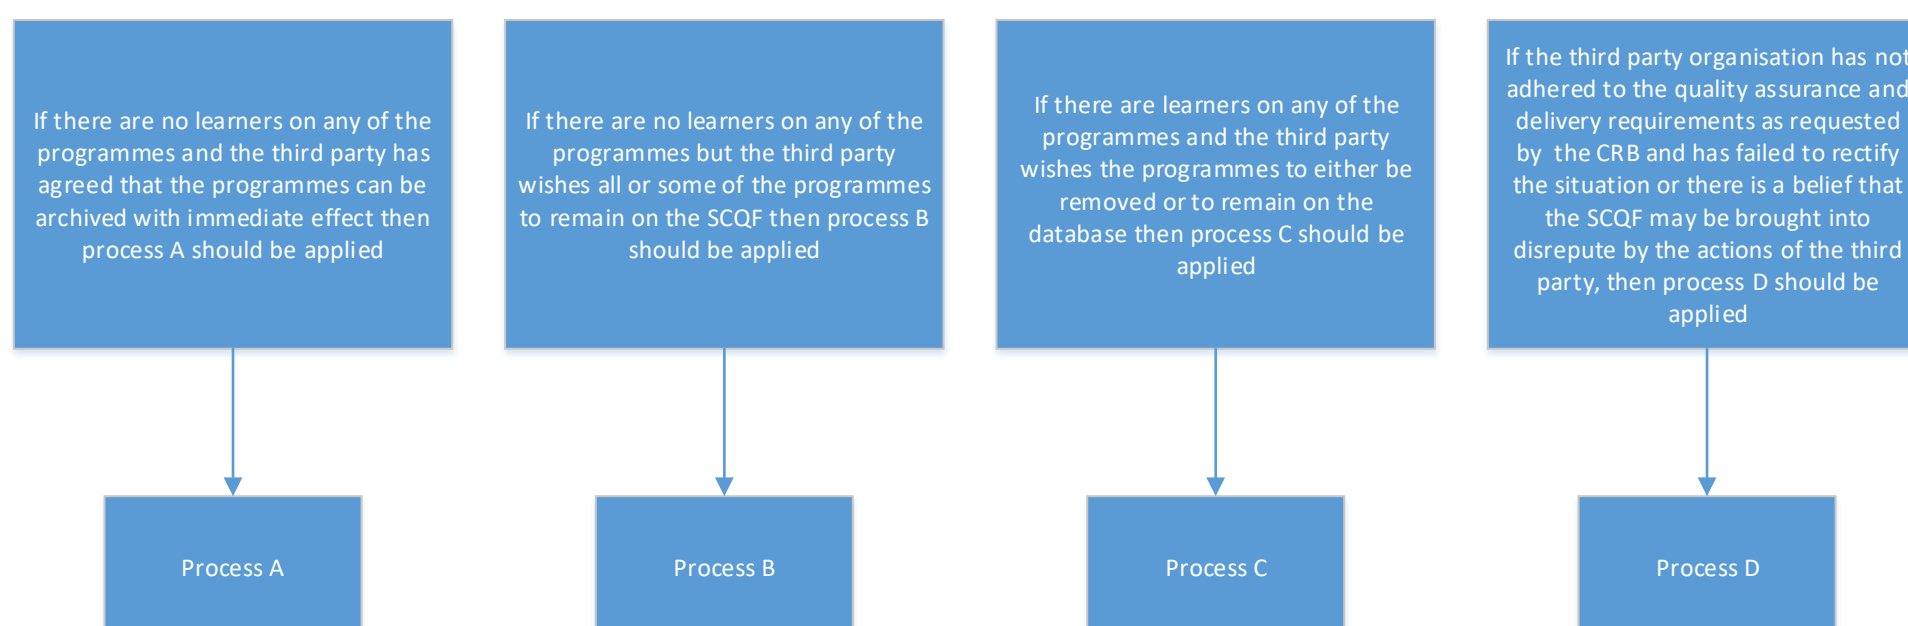 If there are no learners on any of the
programmes and the third party has
agreed that the programmes can be
archived with immediate effect then
process A should be applied
If there are no learners on any of the
programmes but the third party
wishes all or some of the programmes
to remain on the SCQF then process B
should be applied
If there are learners on any of the
programmes and the third party
wishes the programmes to either be
removed or to remain on the
database then process C should be
applied
If the third party organisation has not
adhered to the quality assurance and
delivery requirements as requested
by the CRB and has failed to rectify
the situation or there is a belief that
the SCQF may be brought into
disrepute by the actions of the third
party, then process D should be
applied
Process A
Process B
Process C
Process D